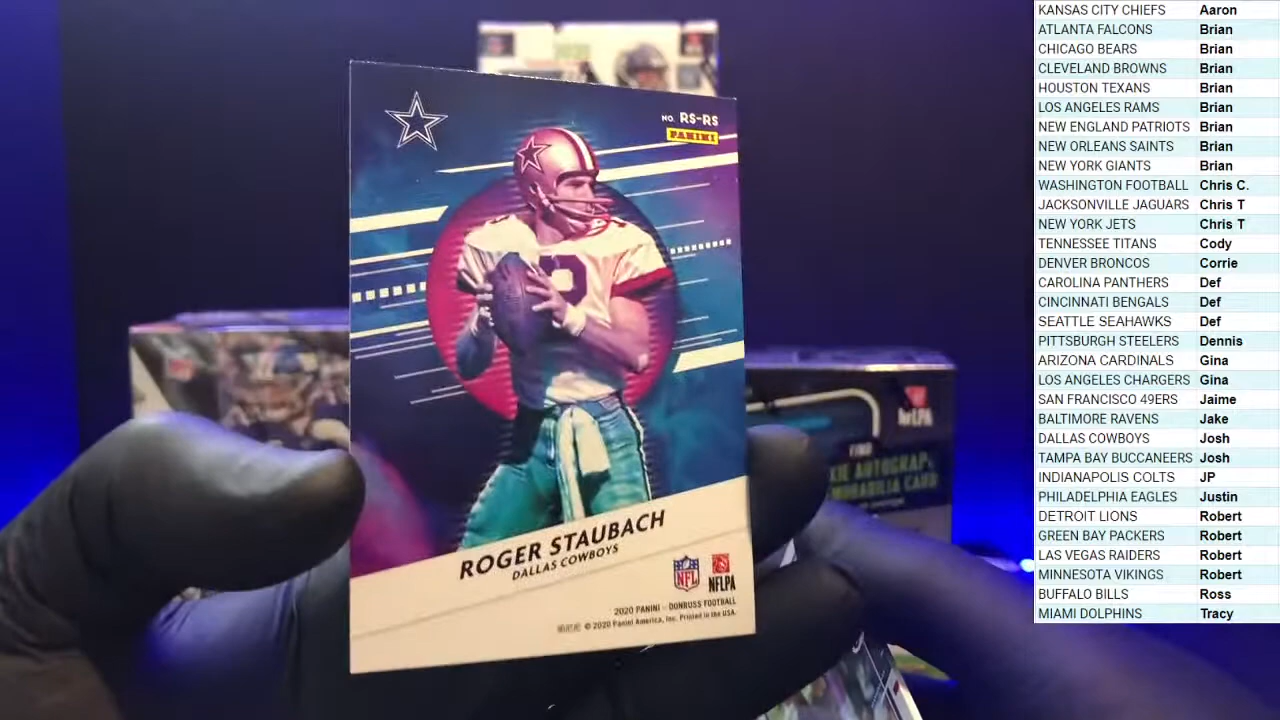 NO. RS-RS
PANINI
ROGER STAUBACH
DALLAS COWBOYS
NFL
NFLPA
2020 PANINI - DONRUSS FOOTBALL
© 2020 Panini America, Inc. Printed in the USA.
NFLPA
FIND
AUTOGRAPH
MEMORABILIA CARD
KANSAS CITY CHIEFS Aaron
ATLANTA FALCONS Brian
CHICAGO BEARS Brian
CLEVELAND BROWNS Brian
HOUSTON TEXANS Brian
LOS ANGELES RAMS Brian
NEW ENGLAND PATRIOTS Brian
NEW ORLEANS SAINTS Brian
NEW YORK GIANTS Brian
WASHINGTON FOOTBALL Chris C.
JACKSONVILLE JAGUARS Chris T
NEW YORK JETS Chris T
TENNESSEE TITANS Cody
DENVER BRONCOS Corrie
CAROLINA PANTHERS Def
CINCINNATI BENGALS Def
SEATTLE SEAHAWKS Def
PITTSBURGH STEELERS Dennis
ARIZONA CARDINALS Gina
LOS ANGELES CHARGERS Gina
SAN FRANCISCO 49ERS Jaime
BALTIMORE RAVENS Jake
DALLAS COWBOYS Josh
TAMPA BAY BUCCANEERS Josh
INDIANAPOLIS COLTS JP
PHILADELPHIA EAGLES Justin
DETROIT LIONS Robert
GREEN BAY PACKERS Robert
LAS VEGAS RAIDERS Robert
MINNESOTA VIKINGS Robert
BUFFALO BILLS Ross
MIAMI DOLPHINS Tracy